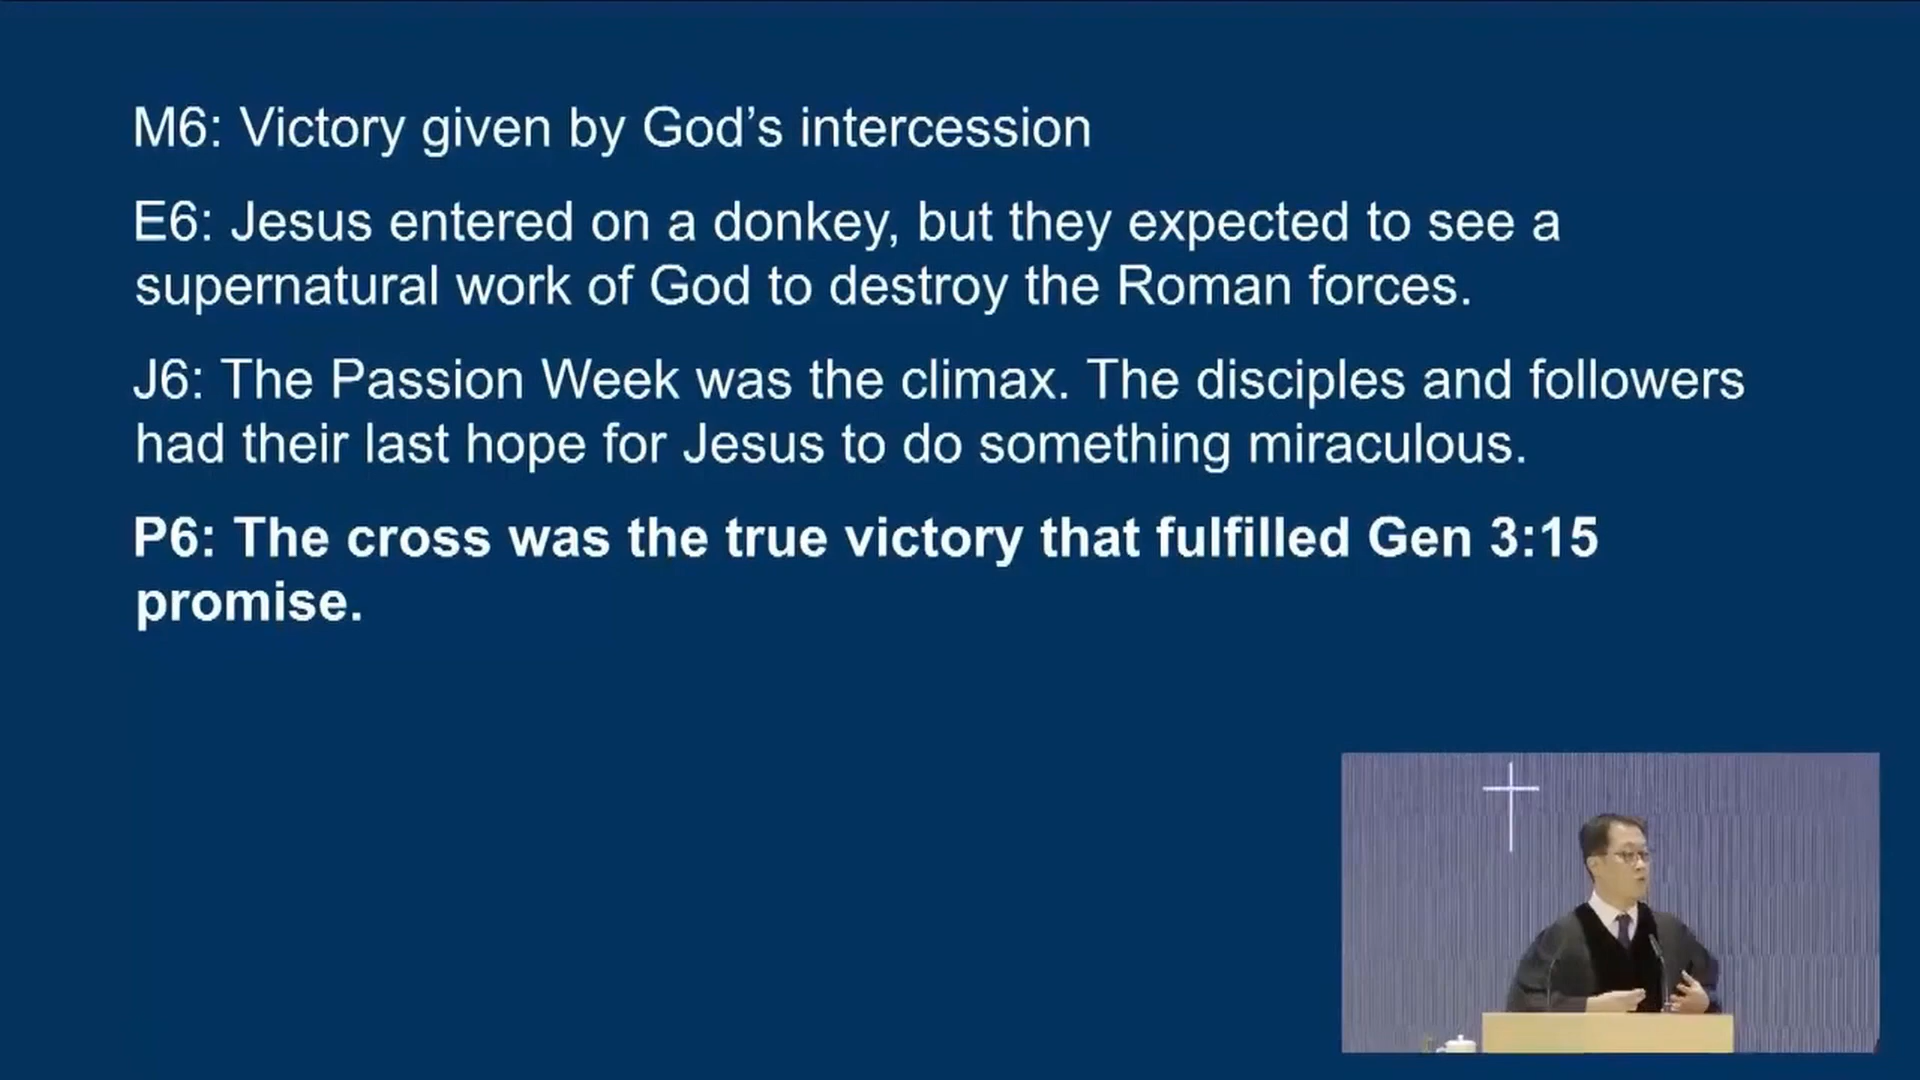 M6: Victory given by God’s intercession
E6: Jesus entered on a donkey, but they expected to see a
supernatural work of God to destroy the Roman forces.
J6: The Passion Week was the climax. The disciples and followers
had their last hope for Jesus to do something miraculous.
P6: The cross was the true victory that fulfilled Gen 3:15
promise.